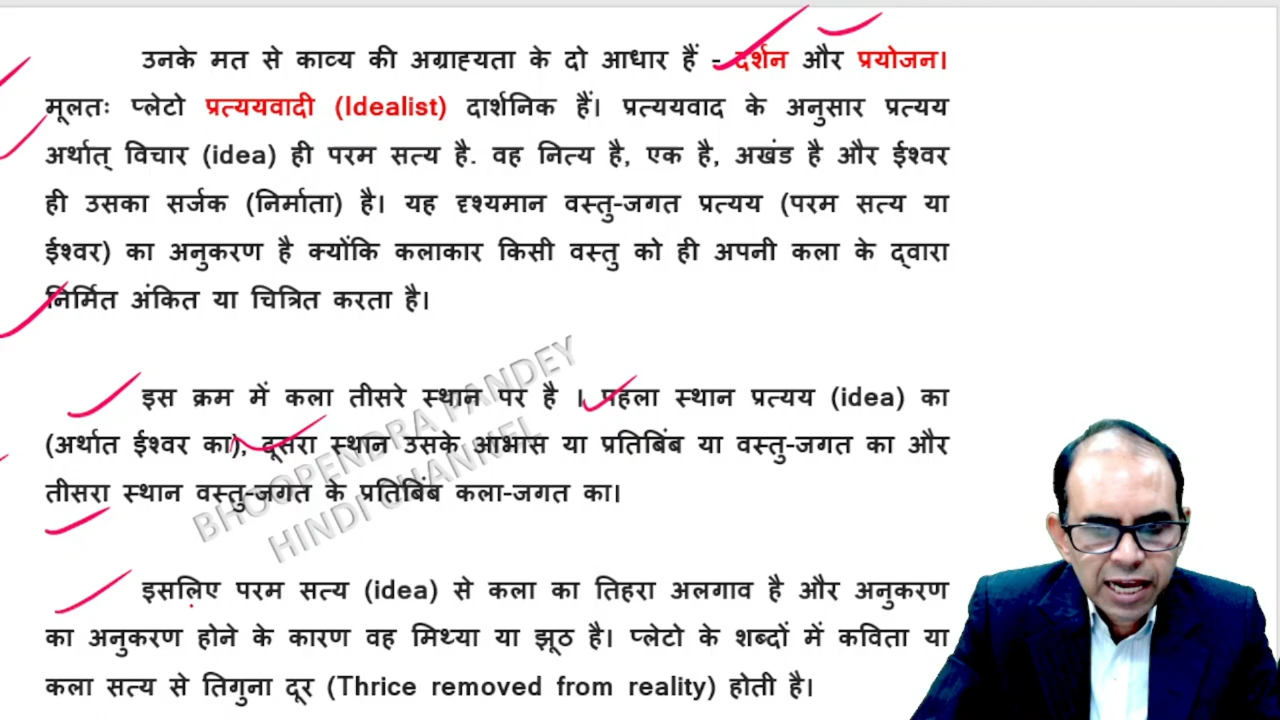 उनके मत से काव्य की अग्राह्यता के दो आधार हैं - दर्शन और प्रयोजन।
मूलतः प्लेटो प्रत्ययवादी (Idealist) दार्शनिक हैं। प्रत्ययवाद के अनुसार प्रत्यय
अर्थात् विचार (idea) ही परम सत्य है. वह नित्य है, एक है, अखंड है और ईश्वर
ही उसका सर्जक (निर्माता) है। यह दृश्यमान वस्तु-जगत प्रत्यय (परम सत्य या
ईश्वर) का अनुकरण है क्योंकि कलाकार किसी वस्तु को ही अपनी कला के द्वारा
निर्मित अंकित या चित्रित करता है।
इस क्रम में कला तीसरे स्थान पर है । पहला स्थान प्रत्यय (idea) का
(अर्थात ईश्वर का), दूसरा स्थान उसके आभास या प्रतिबिंब या वस्तु-जगत का और
तीसरा स्थान वस्तु-जगत के प्रतिबिंब कला-जगत का।
BHOOPENDRA PANDEY
HINDI CHANNEL
इसलिए परम सत्य (idea) से कला का तिहरा अलगाव है और अनुकरण
का अनुकरण होने के कारण वह मिथ्या या झूठ है। प्लेटो के शब्दों में कविता या
कला सत्य से तिगुना दूर (Thrice removed from reality) होती है।